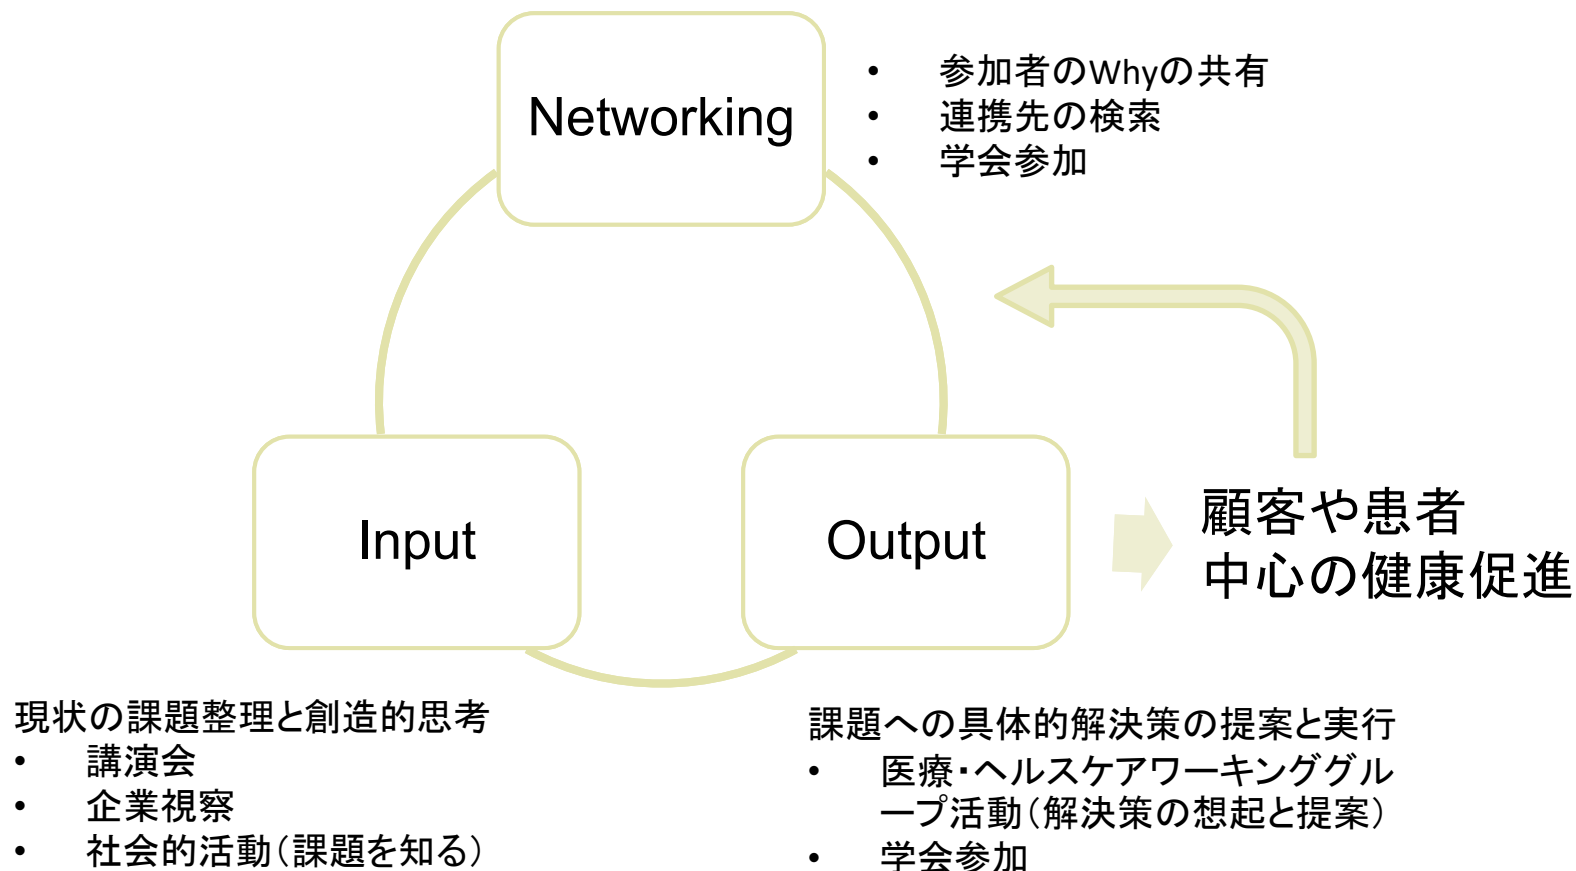 Networking
• 参加者のWhyの共有
• 連携先の検索
• 学会参加
Input
Output
顧客や患者
中心の健康促進
現状の課題整理と創造的思考
• 講演会
• 企業視察
• 社会的活動（課題を知る）
課題への具体的解決策の提案と実行
• 医療・ヘルスケアワーキンググル
ープ活動（解決策の想起と提案）
• 学会参加